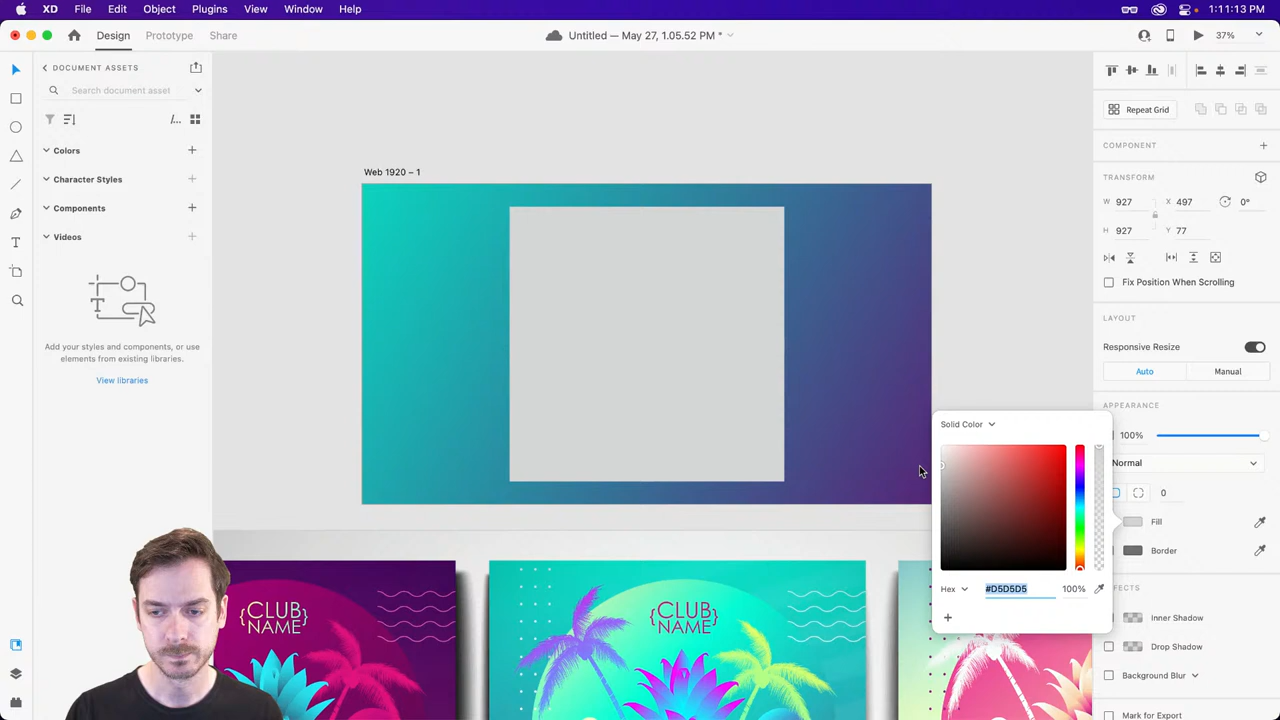 XD File Edit Object Plugins View Window Help 1:11:13 PM
Design Prototype Share Untitled — May 27, 1.05.52 PM * 37%
DOCUMENT ASSETS
Search document asset
Colors
Character Styles
Components
Videos
Add your styles and components, or use
elements from existing libraries.
View libraries
Web 1920 – 1
{CLUB
NAME}
{CLUB
NAME}
Repeat Grid
COMPONENT
TRANSFORM
W 927 X 497 0°
H 927 Y 77
Fix Position When Scrolling
LAYOUT
Responsive Resize
Auto Manual
APPEARANCE
100%
Normal
0
Fill
Border
FFECTS
Inner Shadow
Drop Shadow
Background Blur
Mark for Export
Solid Color
Hex #D5D5D5 100%